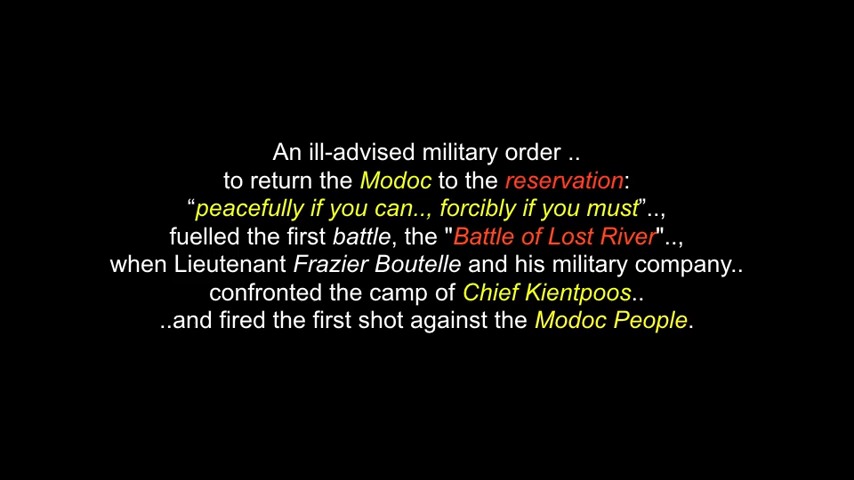 An ill-advised military order ..
to return the Modoc to the reservation:
“peacefully if you can.., forcibly if you must”..,
fuelled the first battle, the "Battle of Lost River"..,
when Lieutenant Frazier Boutelle and his military company..
confronted the camp of Chief Kientpoos..
..and fired the first shot against the Modoc People.